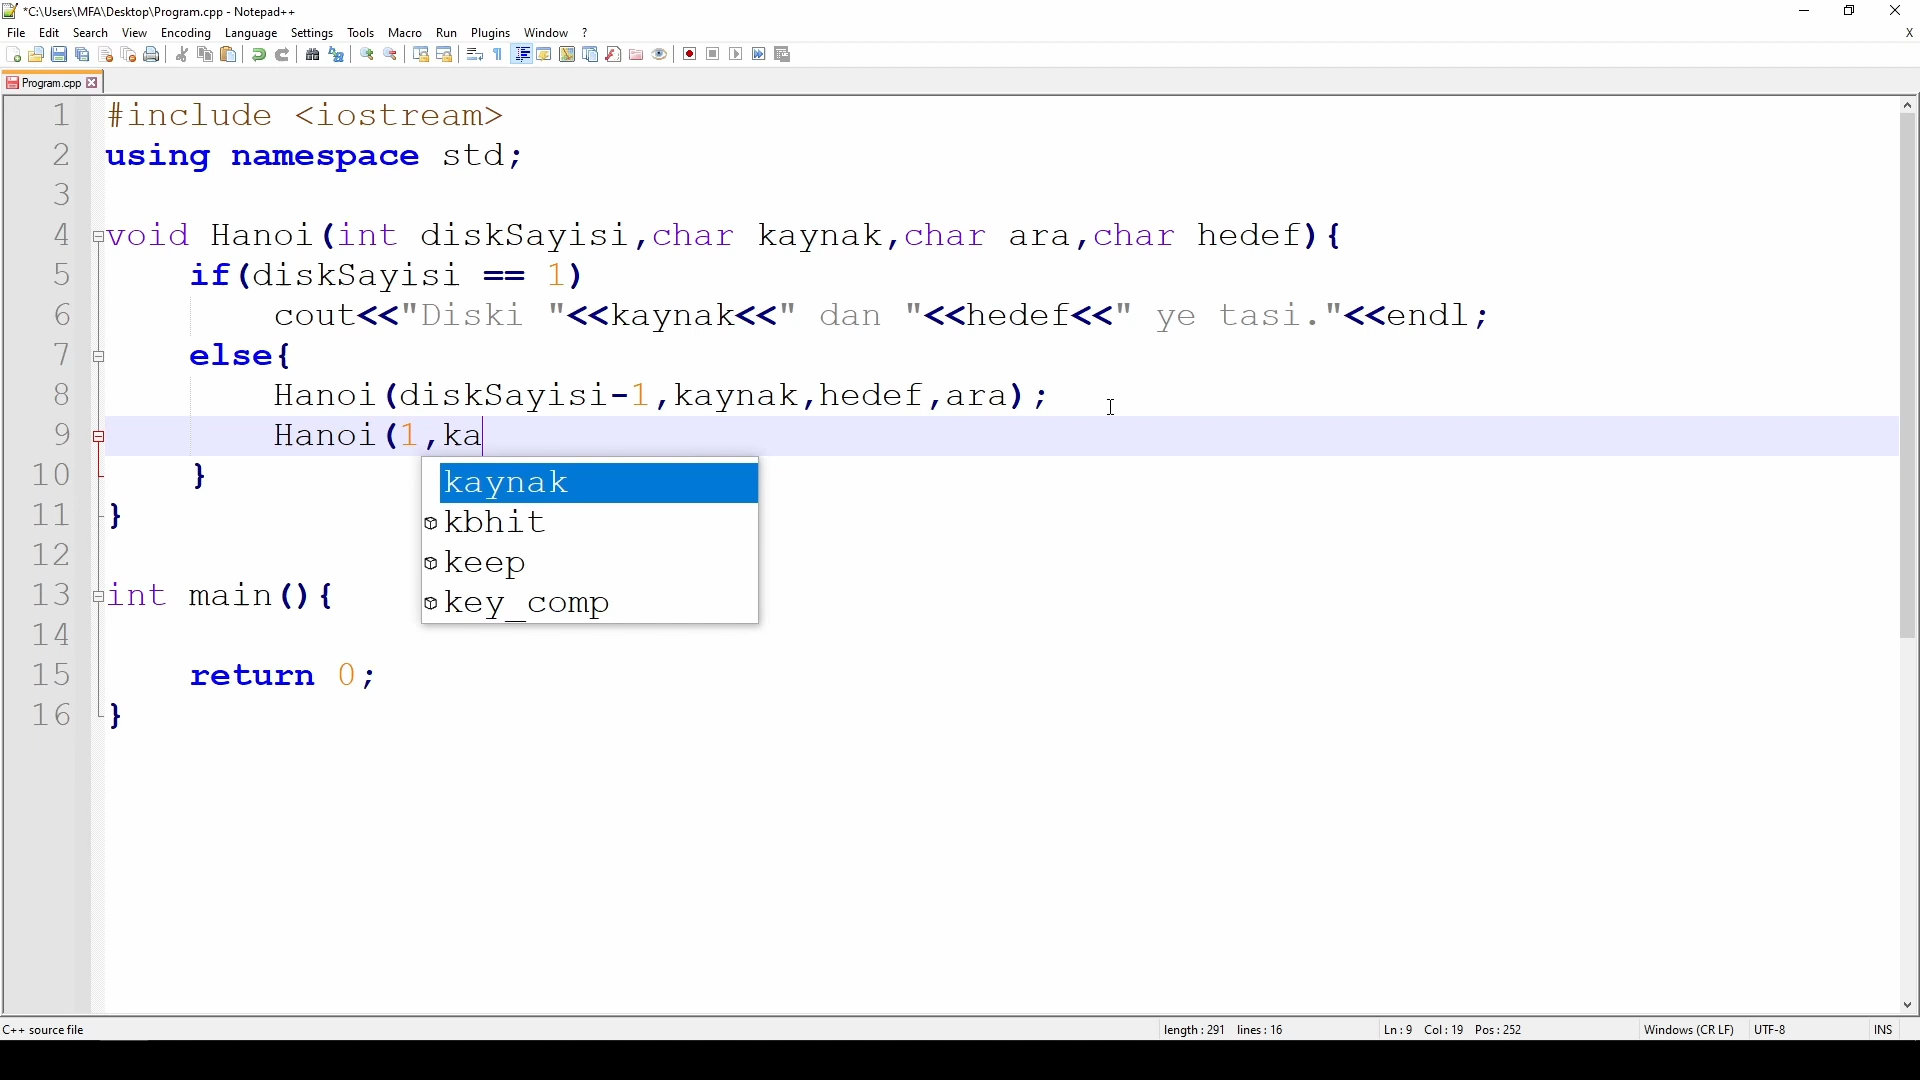 *C:\Users\MFA\Desktop\Program.cpp - Notepad++
File Edit Search View Encoding Language Settings Tools Macro Run Plugins Window ? X
Program.cpp
1 #include <iostream>
2 using namespace std;
3
4 void Hanoi(int diskSayisi,char kaynak,char ara,char hedef){
5 if(diskSayisi == 1)
6 cout<<"Diski "<<kaynak<<" dan "<<hedef<<" ye tasi."<<endl;
7 else{
8 Hanoi(diskSayisi-1,kaynak,hedef,ara);
9 Hanoi(1,ka
kaynak
10 }
kbhit
11 }
keep
12
key_comp
13 int main(){
14
15 return 0;
16 }
C++ source file length : 291 lines : 16 Ln : 9 Col : 19 Pos : 252 Windows (CR LF) UTF-8 INS